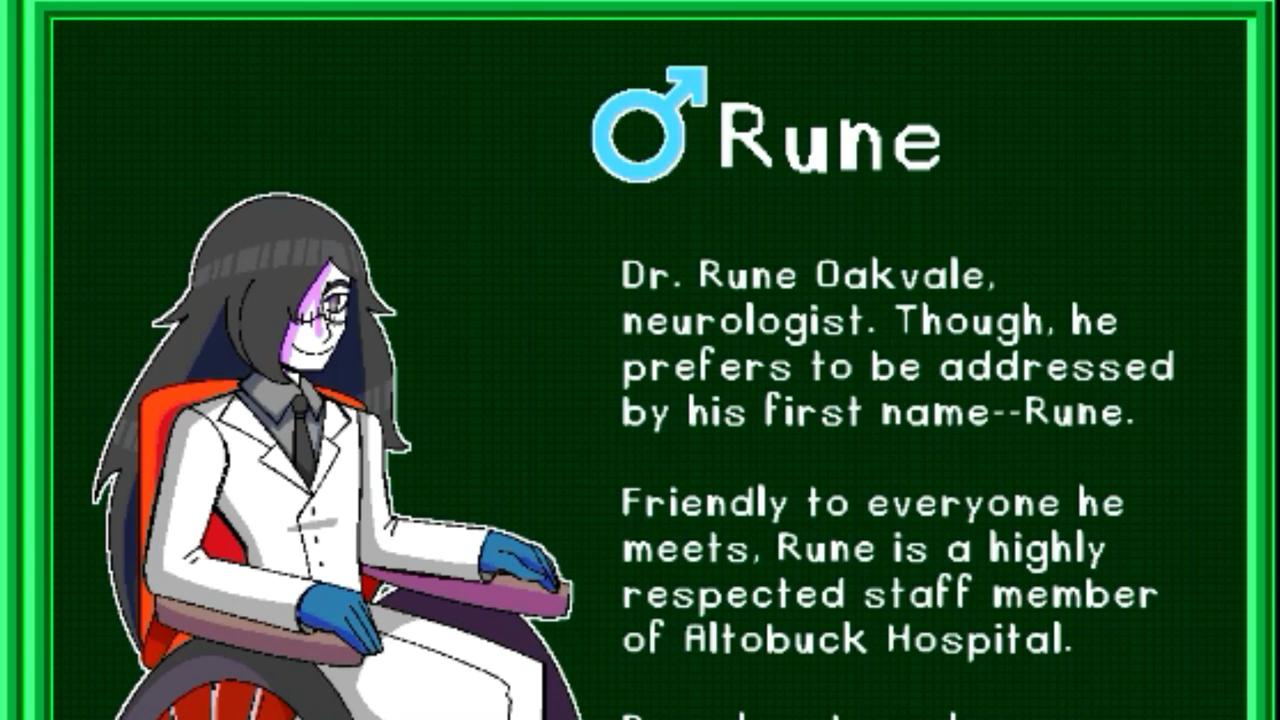 Rune
Dr. Rune Oakvale,
neurologist. Though, he
prefers to be addressed
by his first name--Rune.
Friendly to everyone he
meets, Rune is a highly
respected staff member
of Altobuck Hospital.